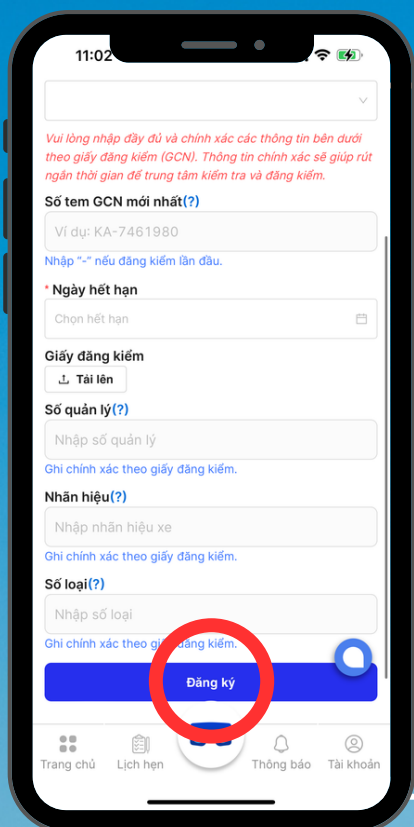 11:02
Vui lòng nhập đầy đủ và chính xác các thông tin bên dưới
theo giấy đăng kiểm (GCN). Thông tin chính xác sẽ giúp rút
ngắn thời gian để trung tâm kiểm tra và đăng kiểm.
Số tem GCN mới nhất(?)
Ví dụ: KA-7461980
Nhập "-" nếu đăng kiểm lần đầu.
* Ngày hết hạn
Chọn hết hạn
Giấy đăng kiểm
Tải lên
Số quản lý(?)
Nhập số quản lý
Ghi chính xác theo giấy đăng kiểm.
Nhãn hiệu(?)
Nhập nhãn hiệu xe
Ghi chính xác theo giấy đăng kiểm.
Số loại(?)
Nhập số loại
Ghi chính xác theo giấy đăng kiểm.
Đăng ký
Trang chủ Lịch hẹn Thông báo Tài khoản